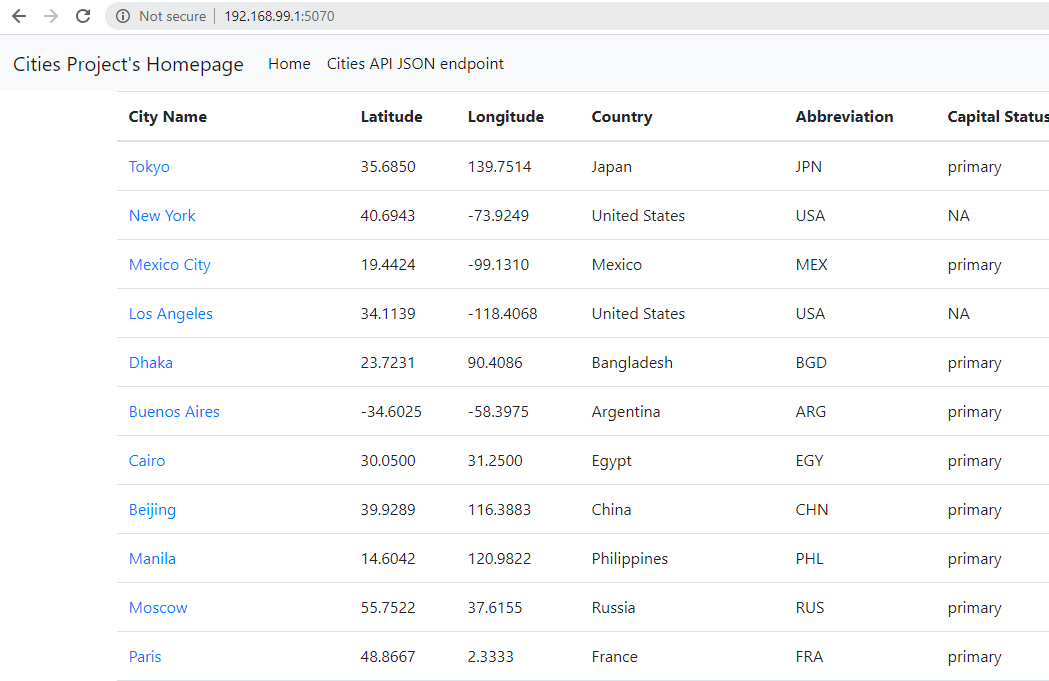 Not secure 192.168.99.1:5070
Cities Project's Homepage Home Cities API JSON endpoint
City Name Latitude Longitude Country Abbreviation Capital Status
Tokyo 35.6850 139.7514 Japan JPN primary
New York 40.6943 -73.9249 United States USA NA
Mexico City 19.4424 -99.1310 Mexico MEX primary
Los Angeles 34.1139 -118.4068 United States USA NA
Dhaka 23.7231 90.4086 Bangladesh BGD primary
Buenos Aires -34.6025 -58.3975 Argentina ARG primary
Cairo 30.0500 31.2500 Egypt EGY primary
Beijing 39.9289 116.3883 China CHN primary
Manila 14.6042 120.9822 Philippines PHL primary
Moscow 55.7522 37.6155 Russia RUS primary
Paris 48.8667 2.3333 France FRA primary